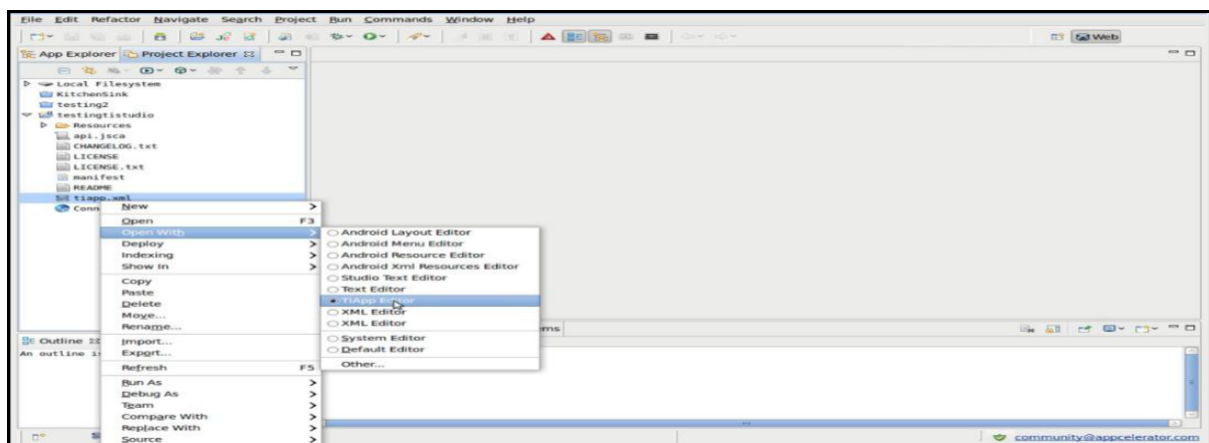 File Edit Refactor Navigate Search Project Run Commands Window Help
Web
App Explorer Project Explorer
Local Filesystem
KitchenSink
testing2
testingtistudio
Resources
api.jsca
CHANGELOG.txt
LICENSE
LICENSE.txt
manifest
README
tiapp.xml
Conn
New
Open F3
Open With
Deploy
Indexing
Show In
Copy
Paste
Delete
Move...
Rename...
Import...
Export...
Refresh F5
Run As
Debug As
Team
Compare With
Replace With
Source
Android Layout Editor
Android Menu Editor
Android Resource Editor
Android Xml Resources Editor
Studio Text Editor
Text Editor
TiApp Editor
XML Editor
XML Editor
System Editor
Default Editor
Other...
ems
Outline
An outline is
community@appcelerator.com